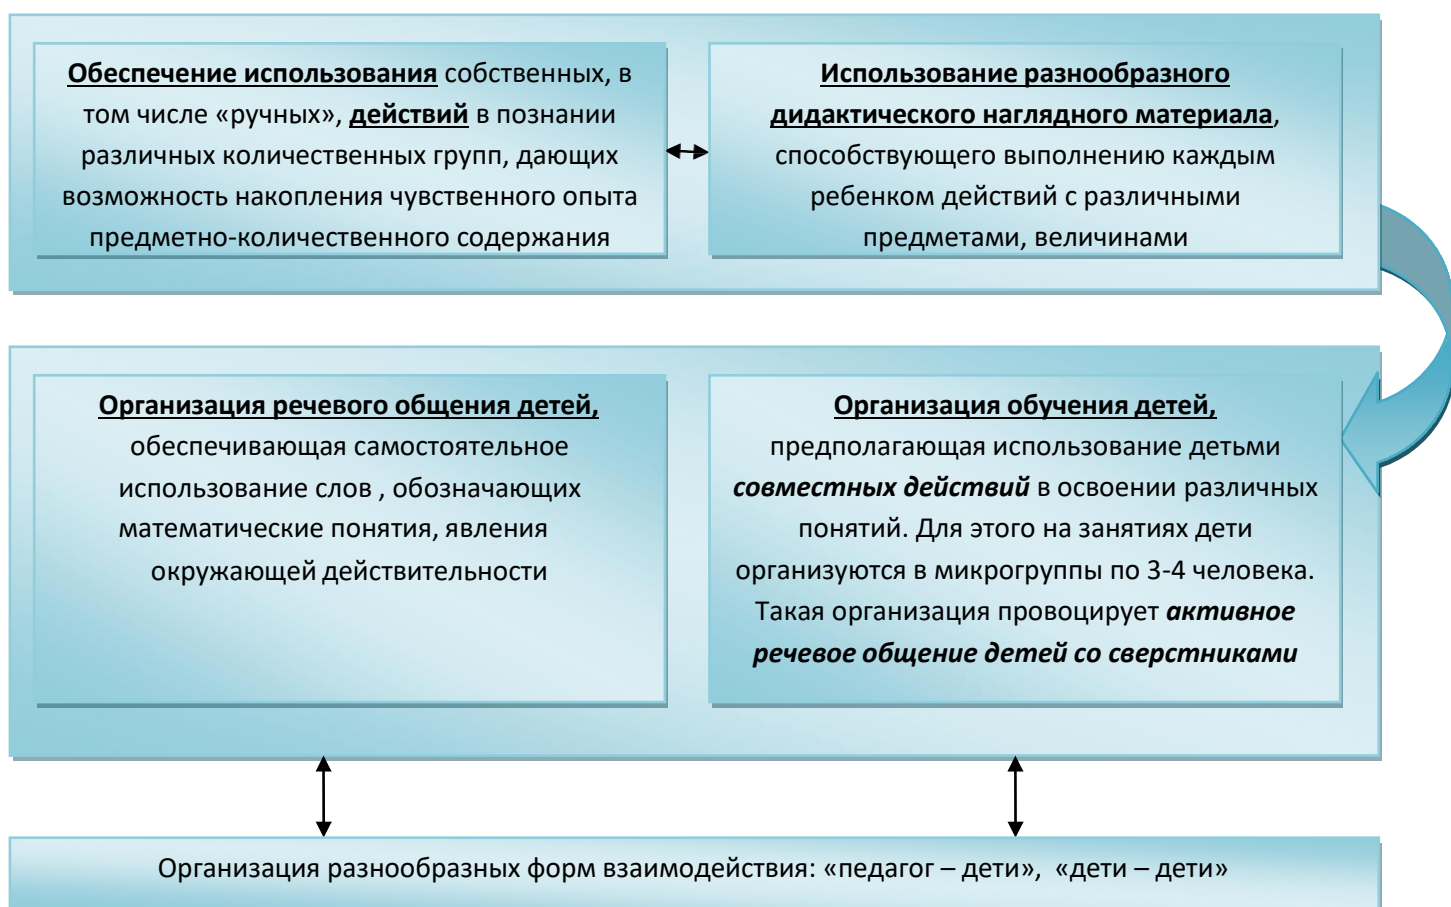 Обеспечение использования собственных, в
том числе «ручных», действий в познании
различных количественных групп, дающих
возможность накопления чувственного опыта
предметно-количественного содержания
Использование разнообразного
дидактического наглядного материала,
способствующего выполнению каждым
ребенком действий с различными
предметами, величинами
Организация речевого общения детей,
обеспечивающая самостоятельное
использование слов , обозначающих
математические понятия, явления
окружающей действительности
Организация обучения детей,
предполагающая использование детьми
совместных действий в освоении различных
понятий. Для этого на занятиях дети
организуются в микрогруппы по 3-4 человека.
Такая организация провоцирует активное
речевое общение детей со сверстниками
Организация разнообразных форм взаимодействия: «педагог – дети», «дети – дети»